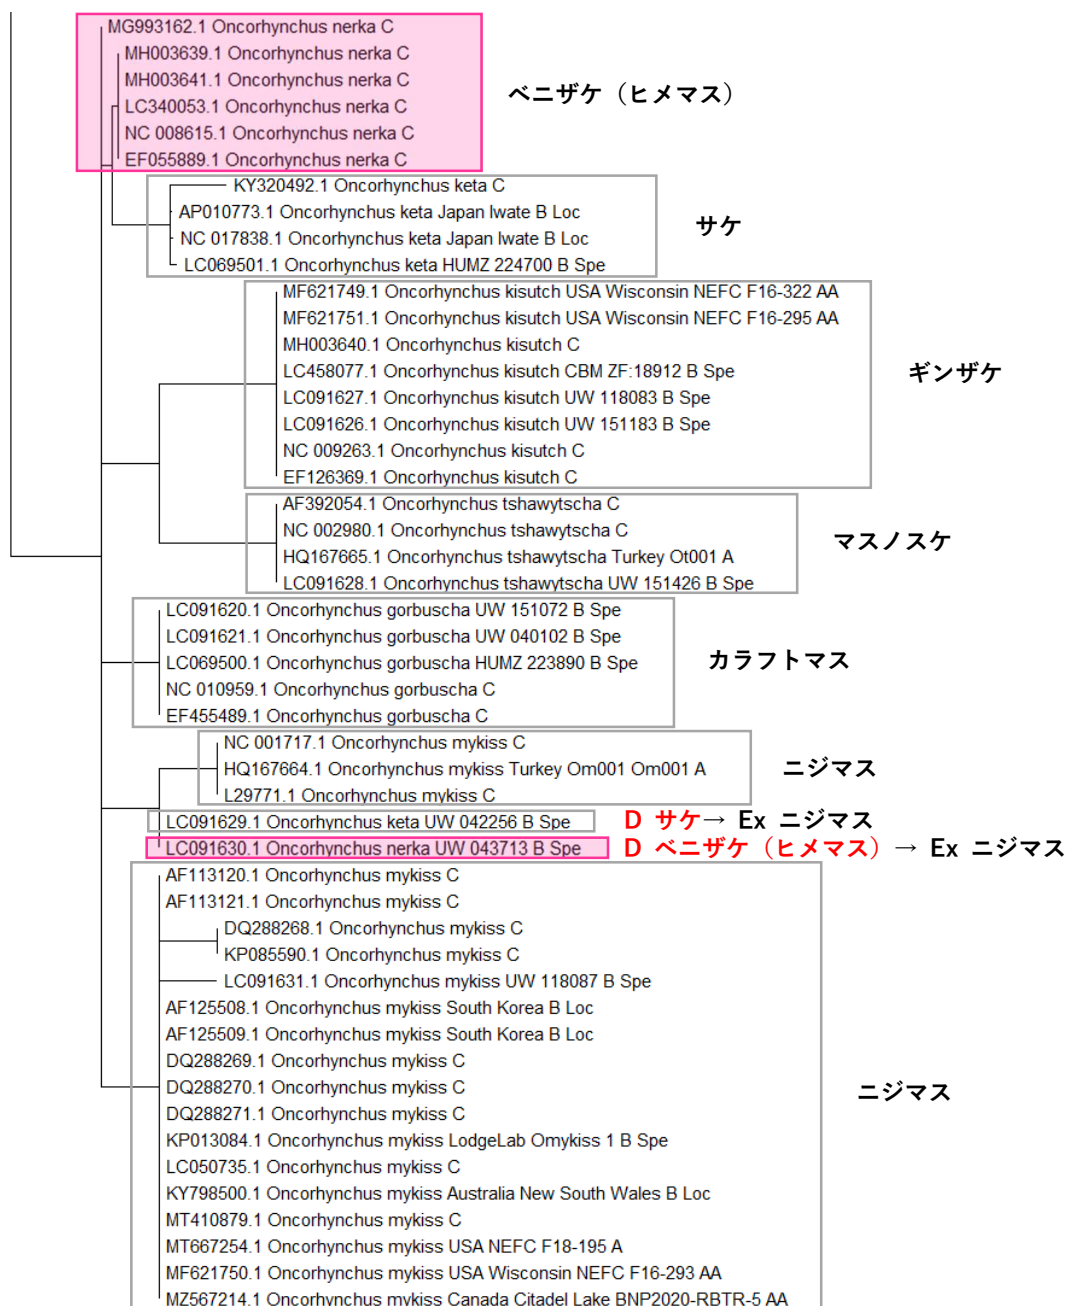 MG993162.1 Oncorhynchus nerka C
MH003639.1 Oncorhynchus nerka C
MH003641.1 Oncorhynchus nerka C
LC340053.1 Oncorhynchus nerka C
NC 008615.1 Oncorhynchus nerka C
EF055889.1 Oncorhynchus nerka C
ベニザケ（ヒメマス）
KY320492.1 Oncorhynchus keta C
AP010773.1 Oncorhynchus keta Japan Iwate B Loc
NC 017838.1 Oncorhynchus keta Japan Iwate B Loc
LC069501.1 Oncorhynchus keta HUMZ 224700 B Spe
サケ
MF621749.1 Oncorhynchus kisutch USA Wisconsin NEFC F16-322 AA
MF621751.1 Oncorhynchus kisutch USA Wisconsin NEFC F16-295 AA
MH003640.1 Oncorhynchus kisutch C
LC458077.1 Oncorhynchus kisutch CBM ZF:18912 B Spe
LC091627.1 Oncorhynchus kisutch UW 118083 B Spe
LC091626.1 Oncorhynchus kisutch UW 151183 B Spe
NC 009263.1 Oncorhynchus kisutch C
EF126369.1 Oncorhynchus kisutch C
ギンザケ
AF392054.1 Oncorhynchus tshawytscha C
NC 002980.1 Oncorhynchus tshawytscha C
HQ167665.1 Oncorhynchus tshawytscha Turkey Ot001 A
LC091628.1 Oncorhynchus tshawytscha UW 151426 B Spe
マスノスケ
LC091620.1 Oncorhynchus gorbuscha UW 151072 B Spe
LC091621.1 Oncorhynchus gorbuscha UW 040102 B Spe
LC069500.1 Oncorhynchus gorbuscha HUMZ 223890 B Spe
NC 010959.1 Oncorhynchus gorbuscha C
EF455489.1 Oncorhynchus gorbuscha C
カラフトマス
NC 001717.1 Oncorhynchus mykiss C
HQ167664.1 Oncorhynchus mykiss Turkey Om001 Om001 A
L29771.1 Oncorhynchus mykiss C
ニジマス
LC091629.1 Oncorhynchus keta UW 042256 B Spe D サケ→ Ex ニジマス
LC091630.1 Oncorhynchus nerka UW 043713 B Spe D ベニザケ（ヒメマス）→ Ex ニジマス
AF113120.1 Oncorhynchus mykiss C
AF113121.1 Oncorhynchus mykiss C
DQ288268.1 Oncorhynchus mykiss C
KP085590.1 Oncorhynchus mykiss C
LC091631.1 Oncorhynchus mykiss UW 118087 B Spe
AF125508.1 Oncorhynchus mykiss South Korea B Loc
AF125509.1 Oncorhynchus mykiss South Korea B Loc
DQ288269.1 Oncorhynchus mykiss C
DQ288270.1 Oncorhynchus mykiss C
DQ288271.1 Oncorhynchus mykiss C
KP013084.1 Oncorhynchus mykiss LodgeLab Omykiss 1 B Spe
LC050735.1 Oncorhynchus mykiss C
KY798500.1 Oncorhynchus mykiss Australia New South Wales B Loc
MT410879.1 Oncorhynchus mykiss C
MT667254.1 Oncorhynchus mykiss USA NEFC F18-195 A
MF621750.1 Oncorhynchus mykiss USA Wisconsin NEFC F16-293 AA
MZ567214.1 Oncorhynchus mykiss Canada Citadel Lake BNP2020-RBTR-5 AA
ニジマス